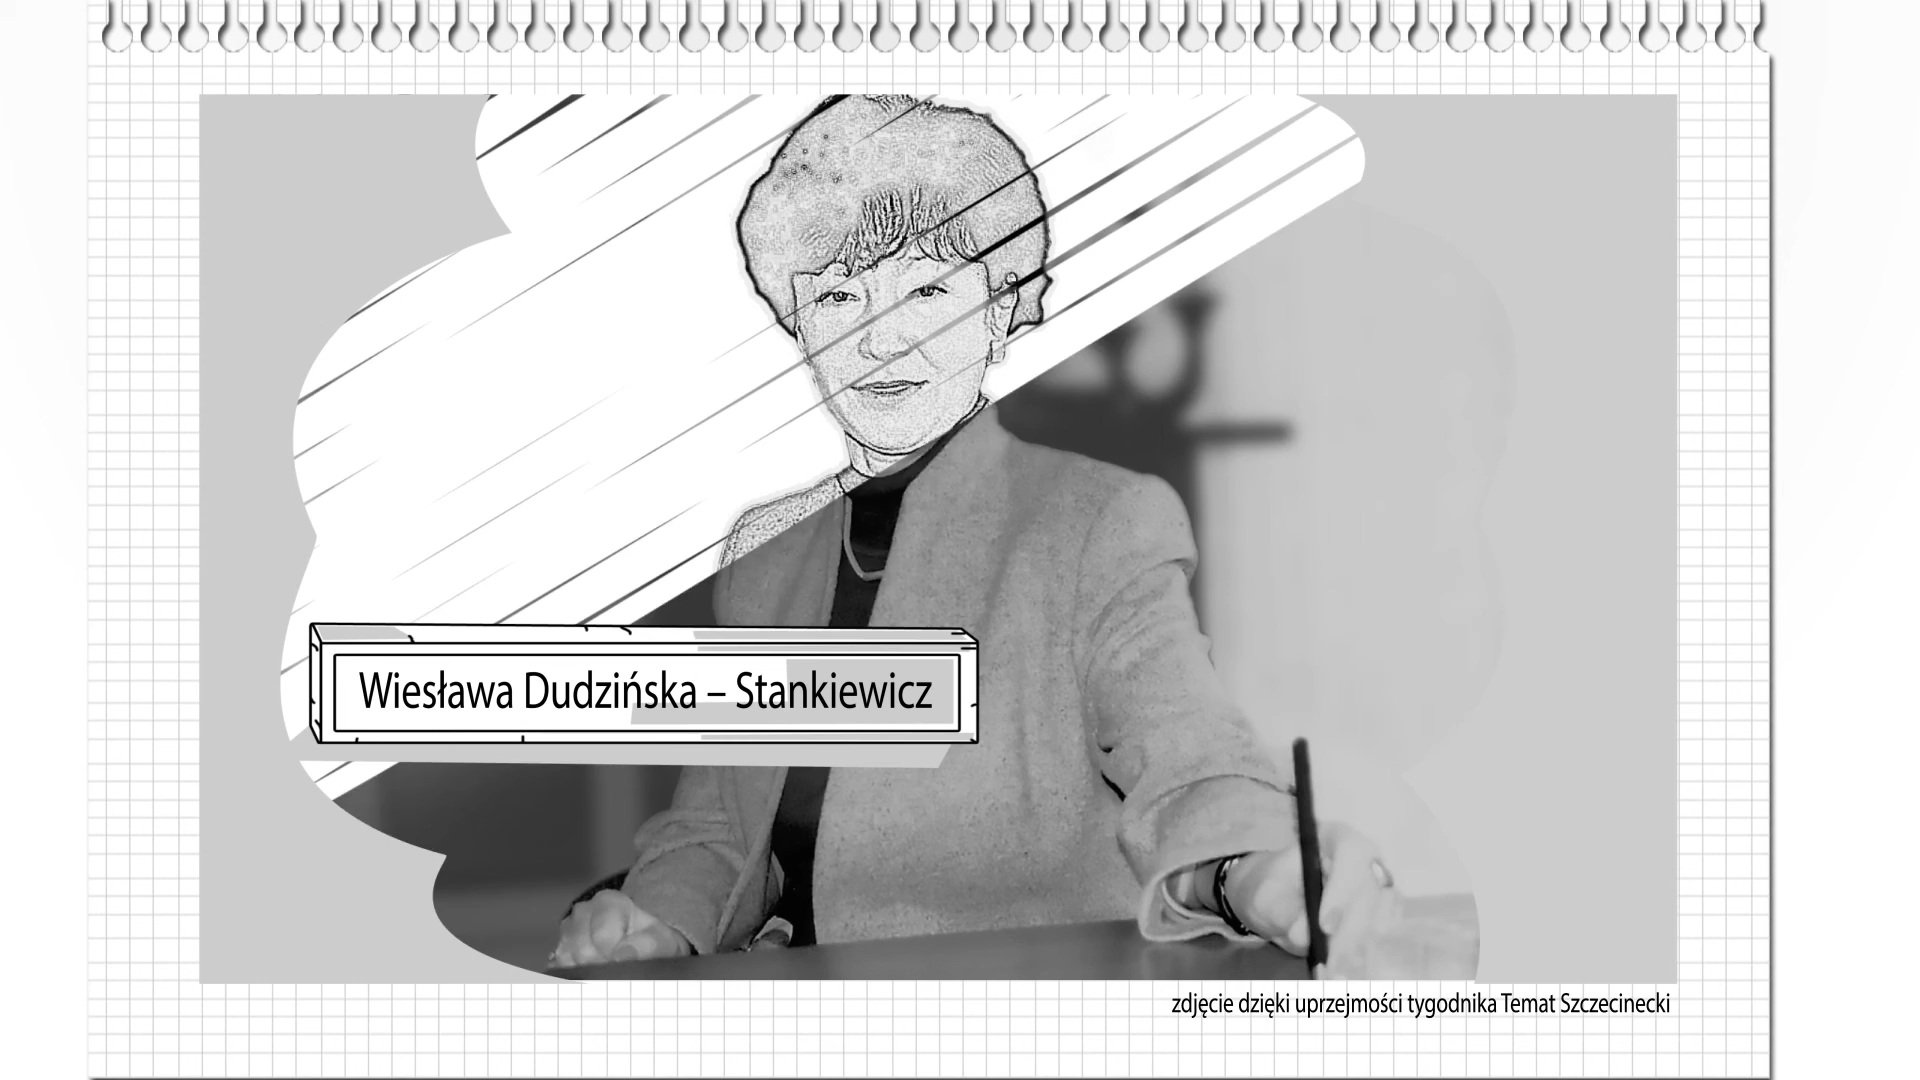 Wiesława Dudzińska – Stankiewicz
zdjęcie dzięki uprzejmości tygodnika Temat Szczecinecki